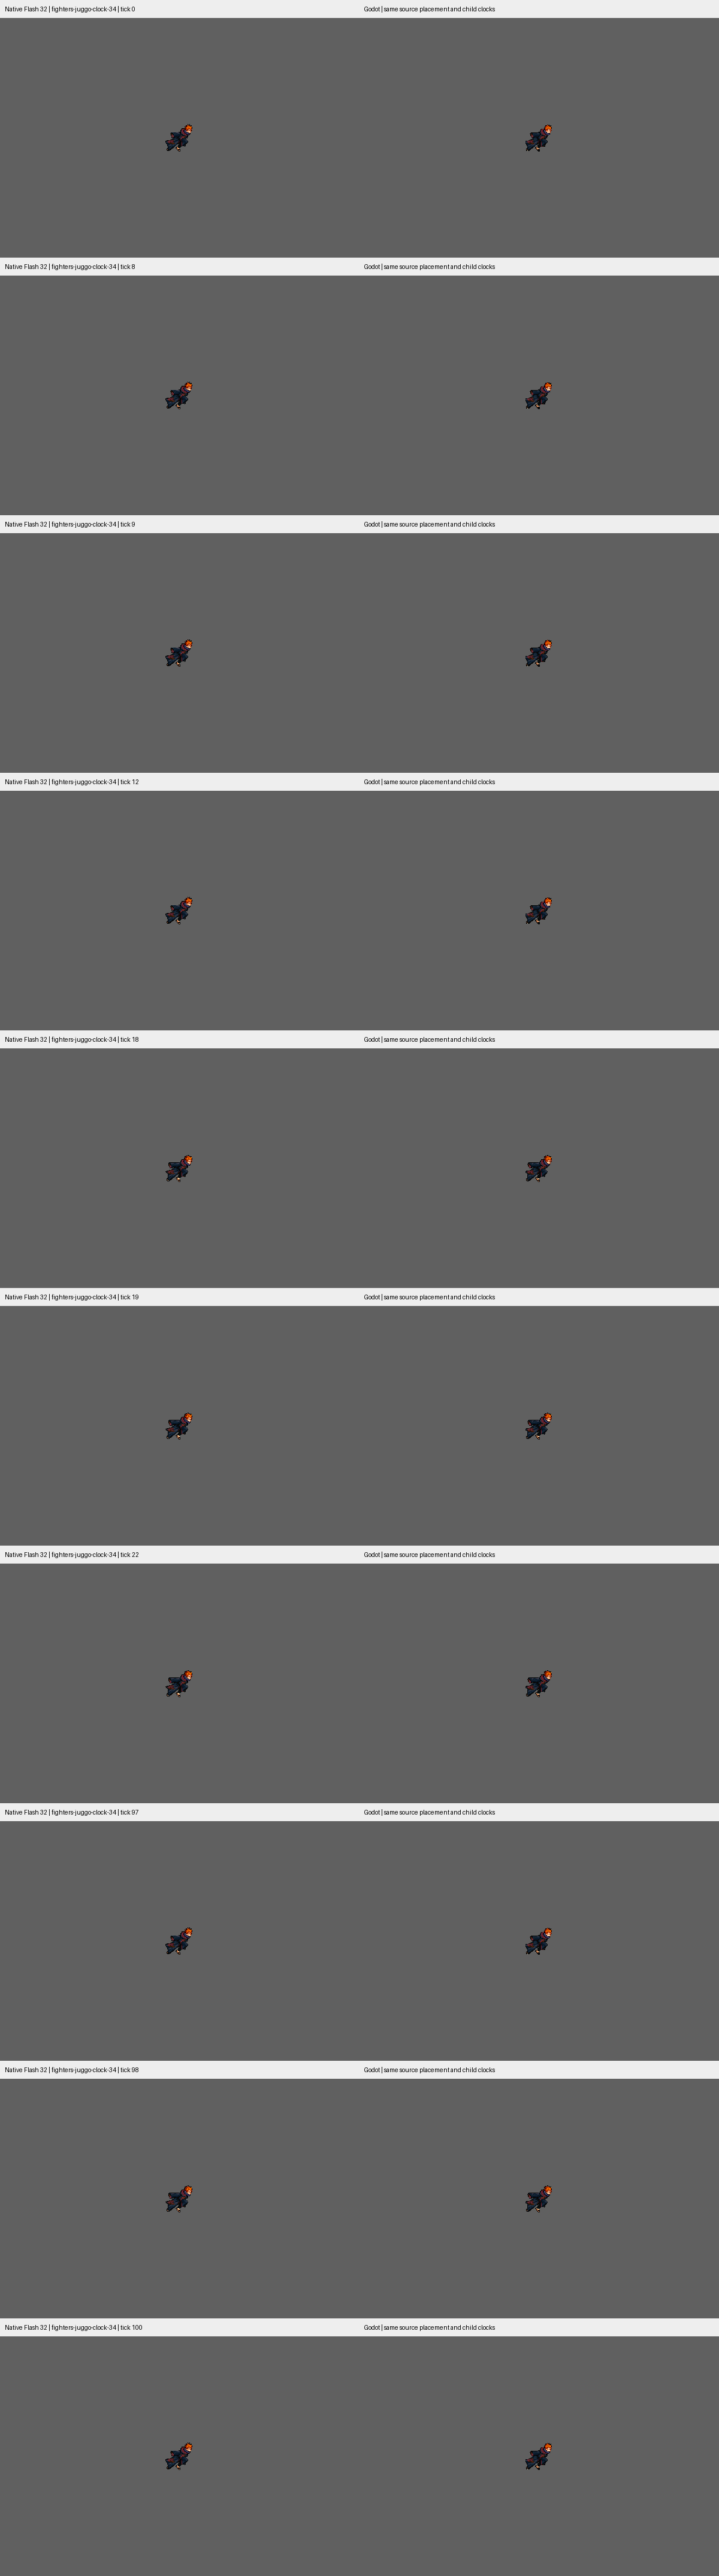 Native Flash 32 | fighters-juggo-clock-34 | tick 0
Godot | same source placement and child clocks
Native Flash 32 | fighters-juggo-clock-34 | tick 8
Godot | same source placement and child clocks
Native Flash 32 | fighters-juggo-clock-34 | tick 9
Godot | same source placement and child clocks
Native Flash 32 | fighters-juggo-clock-34 | tick 12
Godot | same source placement and child clocks
Native Flash 32 | fighters-juggo-clock-34 | tick 18
Godot | same source placement and child clocks
Native Flash 32 | fighters-juggo-clock-34 | tick 19
Godot | same source placement and child clocks
Native Flash 32 | fighters-juggo-clock-34 | tick 22
Godot | same source placement and child clocks
Native Flash 32 | fighters-juggo-clock-34 | tick 97
Godot | same source placement and child clocks
Native Flash 32 | fighters-juggo-clock-34 | tick 98
Godot | same source placement and child clocks
Native Flash 32 | fighters-juggo-clock-34 | tick 100
Godot | same source placement and child clocks